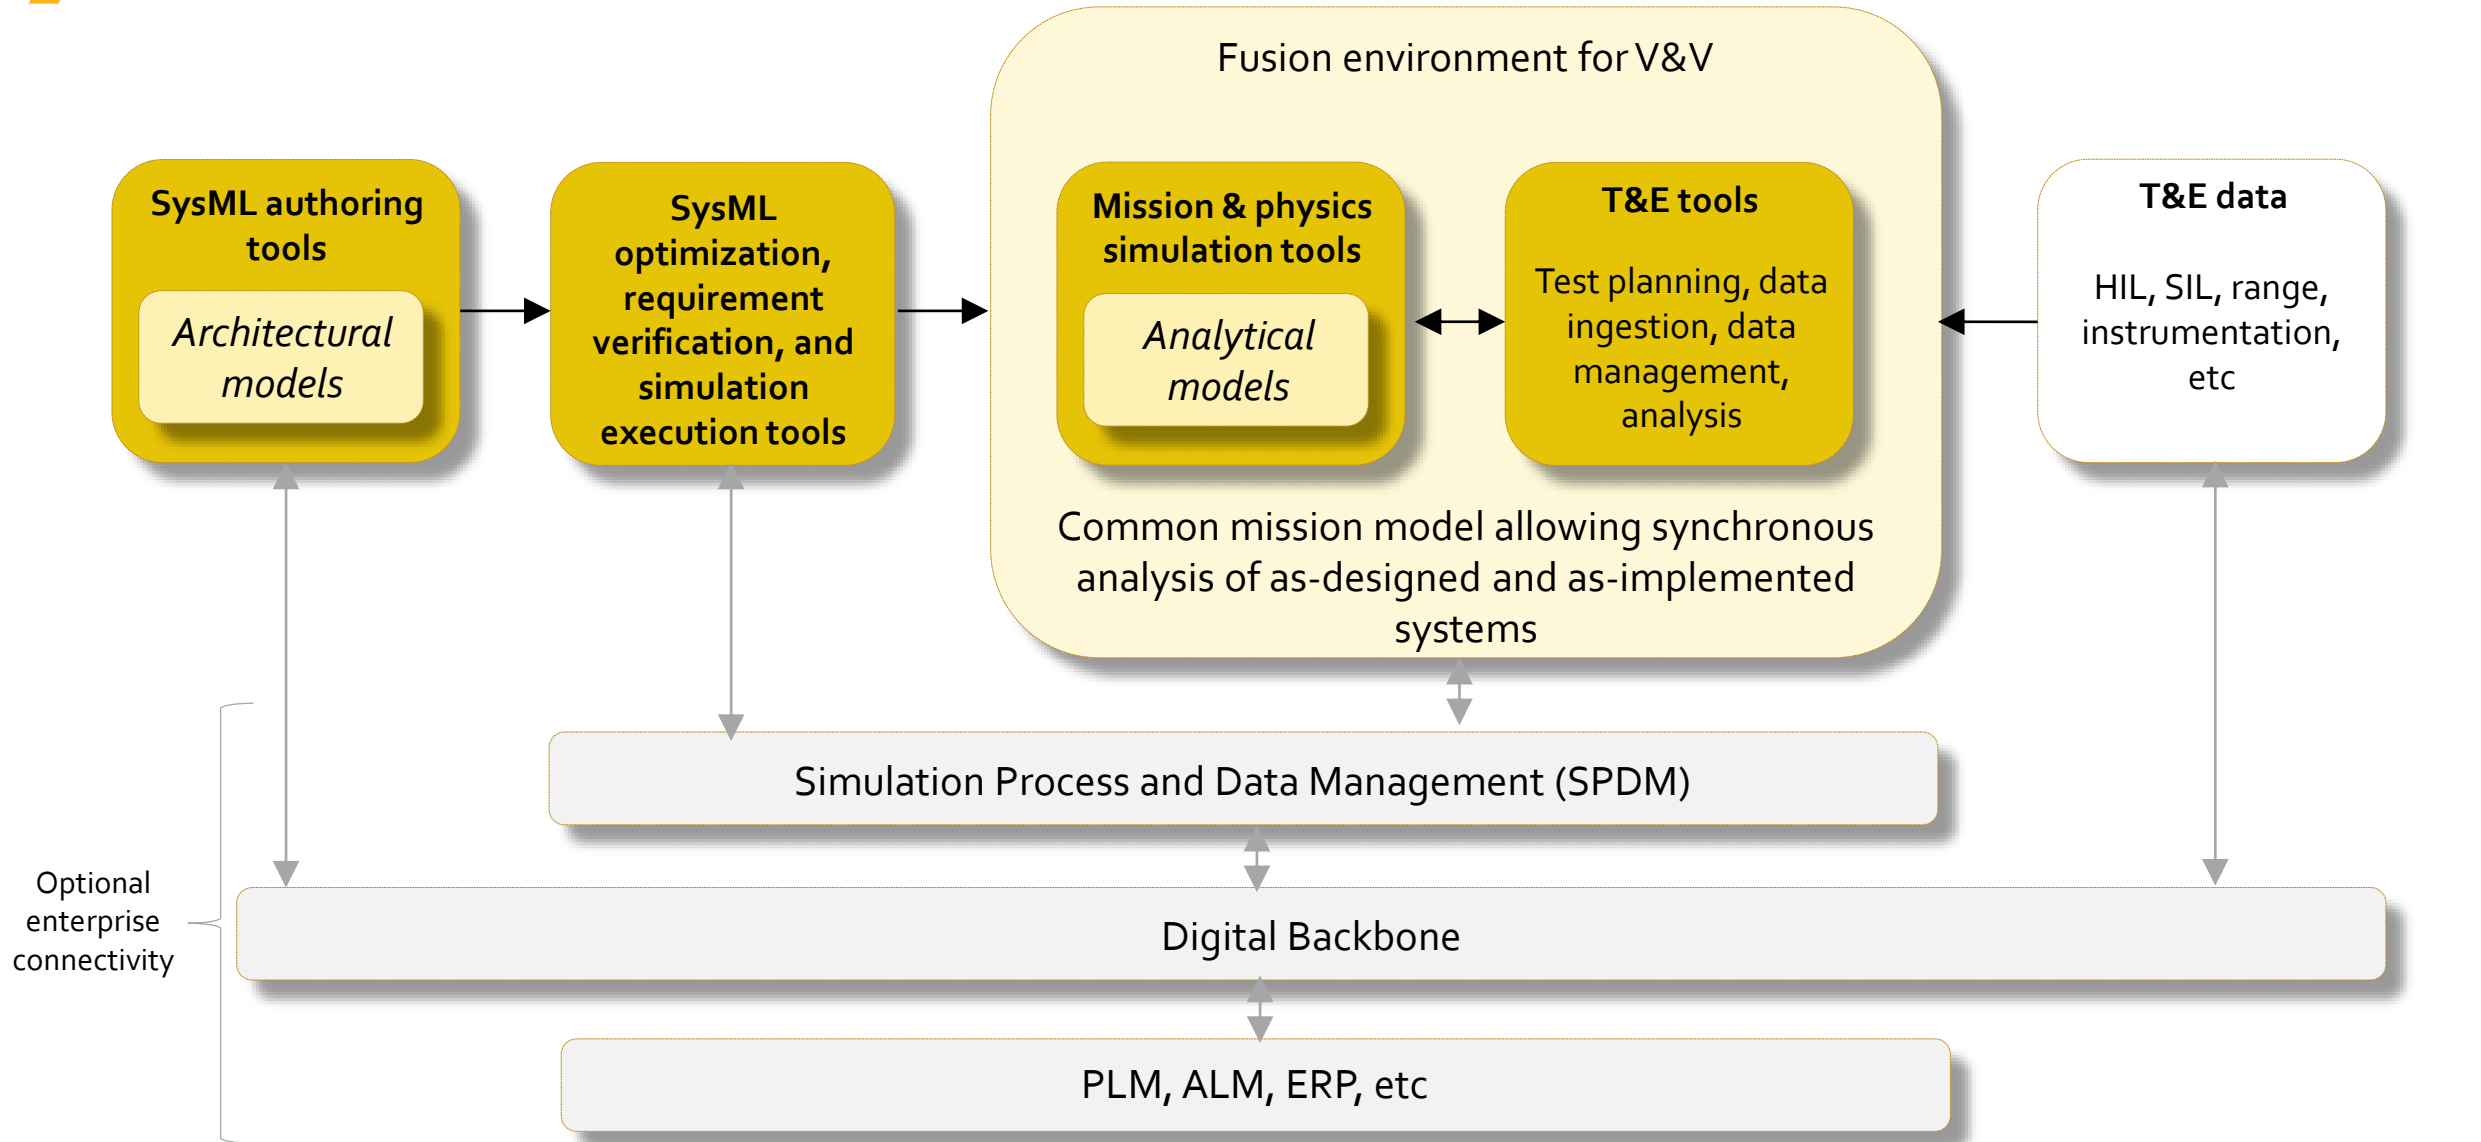 Fusion environment for V&V
SysML authoring
tools
Architectural
models
SysML
optimization,
requirement
verification, and
simulation
execution tools
Mission & physics
simulation tools
Analytical
models
T&E tools
Test planning, data
ingestion, data
management,
analysis
T&E data
HIL, SIL, range,
instrumentation,
etc
Common mission model allowing synchronous
analysis of as-designed and as-implemented
systems
Simulation Process and Data Management (SPDM)
Optional
enterprise
connectivity
Digital Backbone
PLM, ALM, ERP, etc